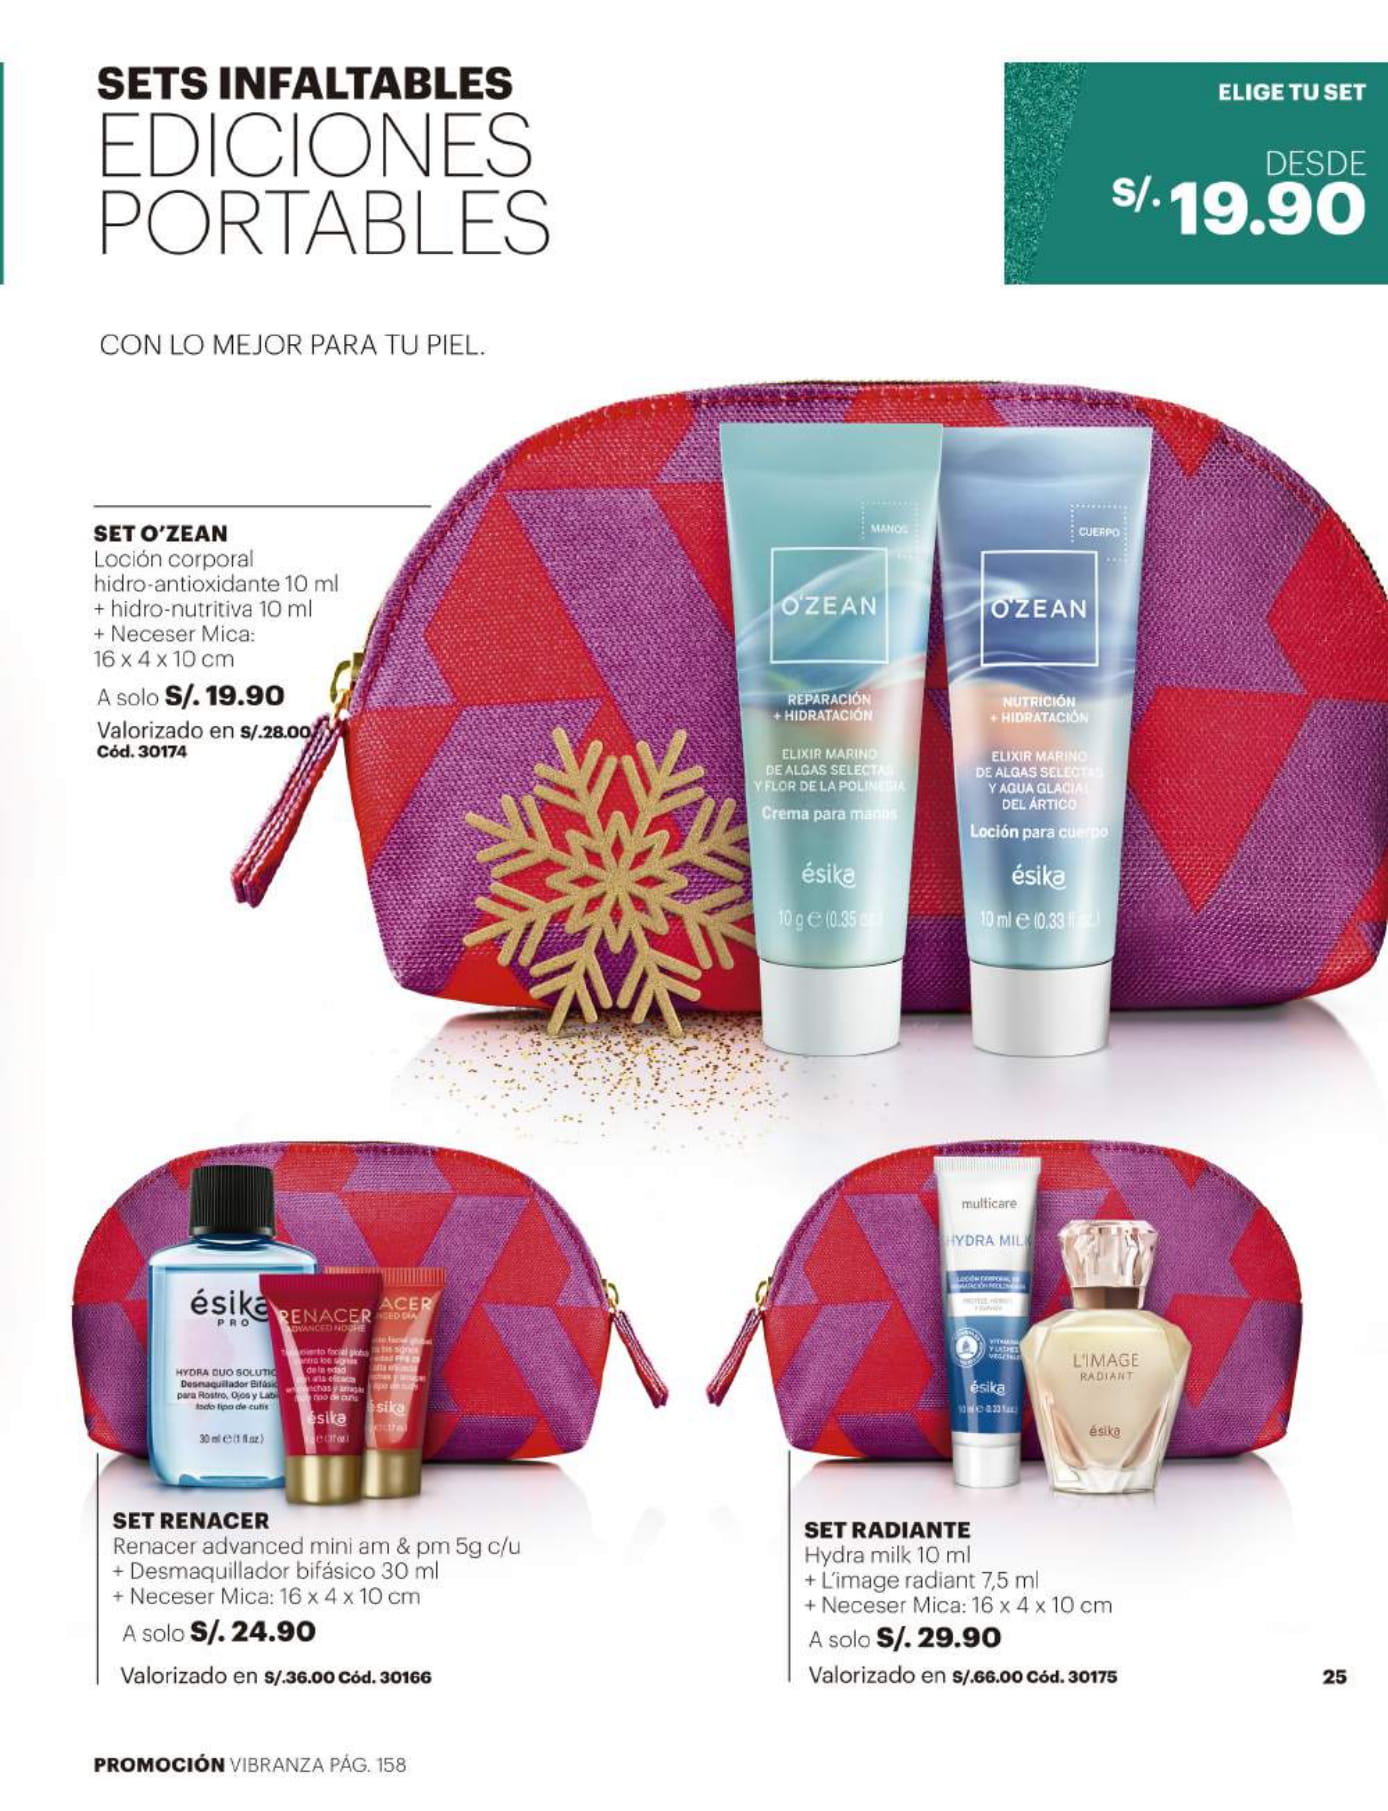 SETS INFALTABLES
EDICIONES
PORTABLES
CON LO MEJOR PARA TU PIEL.
ELIGE TU SET
DESDE
S/. 19.90
SET O'ZEAN
Loción corporal
hidro-antioxidante 10 ml
+ hidro-nutritiva 10 ml
+ Neceser Mica:
16 x 4 x 10 cm
A solo S/. 19.90
Valorizado en S/.28.00
Cód. 30174
MANOS
O'ZEAN
REPARACIÓN
+ HIDRATACIÓN
ELIXIR MARINO
DE ALGAS SELECTAS
Y FLOR DE LA POLINESIA
Crema para manos
ésika
10 g e (0.35 oz.)
CUERPO
O'ZEAN
NUTRICIÓN
+ HIDRATACIÓN
ELIXIR MARINO
DE ALGAS SELECTAS
Y AGUA GLACIAL
DEL ÁRTICO
Loción para cuerpo
ésika
10 ml e (0.33 fl
ésika
PRO
HYDRA DUO SOLUTIO
Desmaquillador Bifásic
para Rostro, Ojos y Labi
todo tipo de cutis
30 ml e (1 fl.oz.)
RENACER
ADVANCED NOCHE
ésika
ACER
ésika
multicare
HYDRA MILK
ésika
L'IMAGE
RADIANT
ésika
SET RENACER
Renacer advanced mini am & pm 5g c/u
+ Desmaquillador bifásico 30 ml
+ Neceser Mica: 16 x 4 x 10 cm
A solo S/. 24.90
Valorizado en S/.36.00 Cód. 30166
SET RADIANTE
Hydra milk 10 ml
+ L'image radiant 7,5 ml
+ Neceser Mica: 16 x 4 x 10 cm
A solo S/. 29.90
Valorizado en S/.66.00 Cód. 30175
25
PROMOCIÓN VIBRANZA PÁG. 158